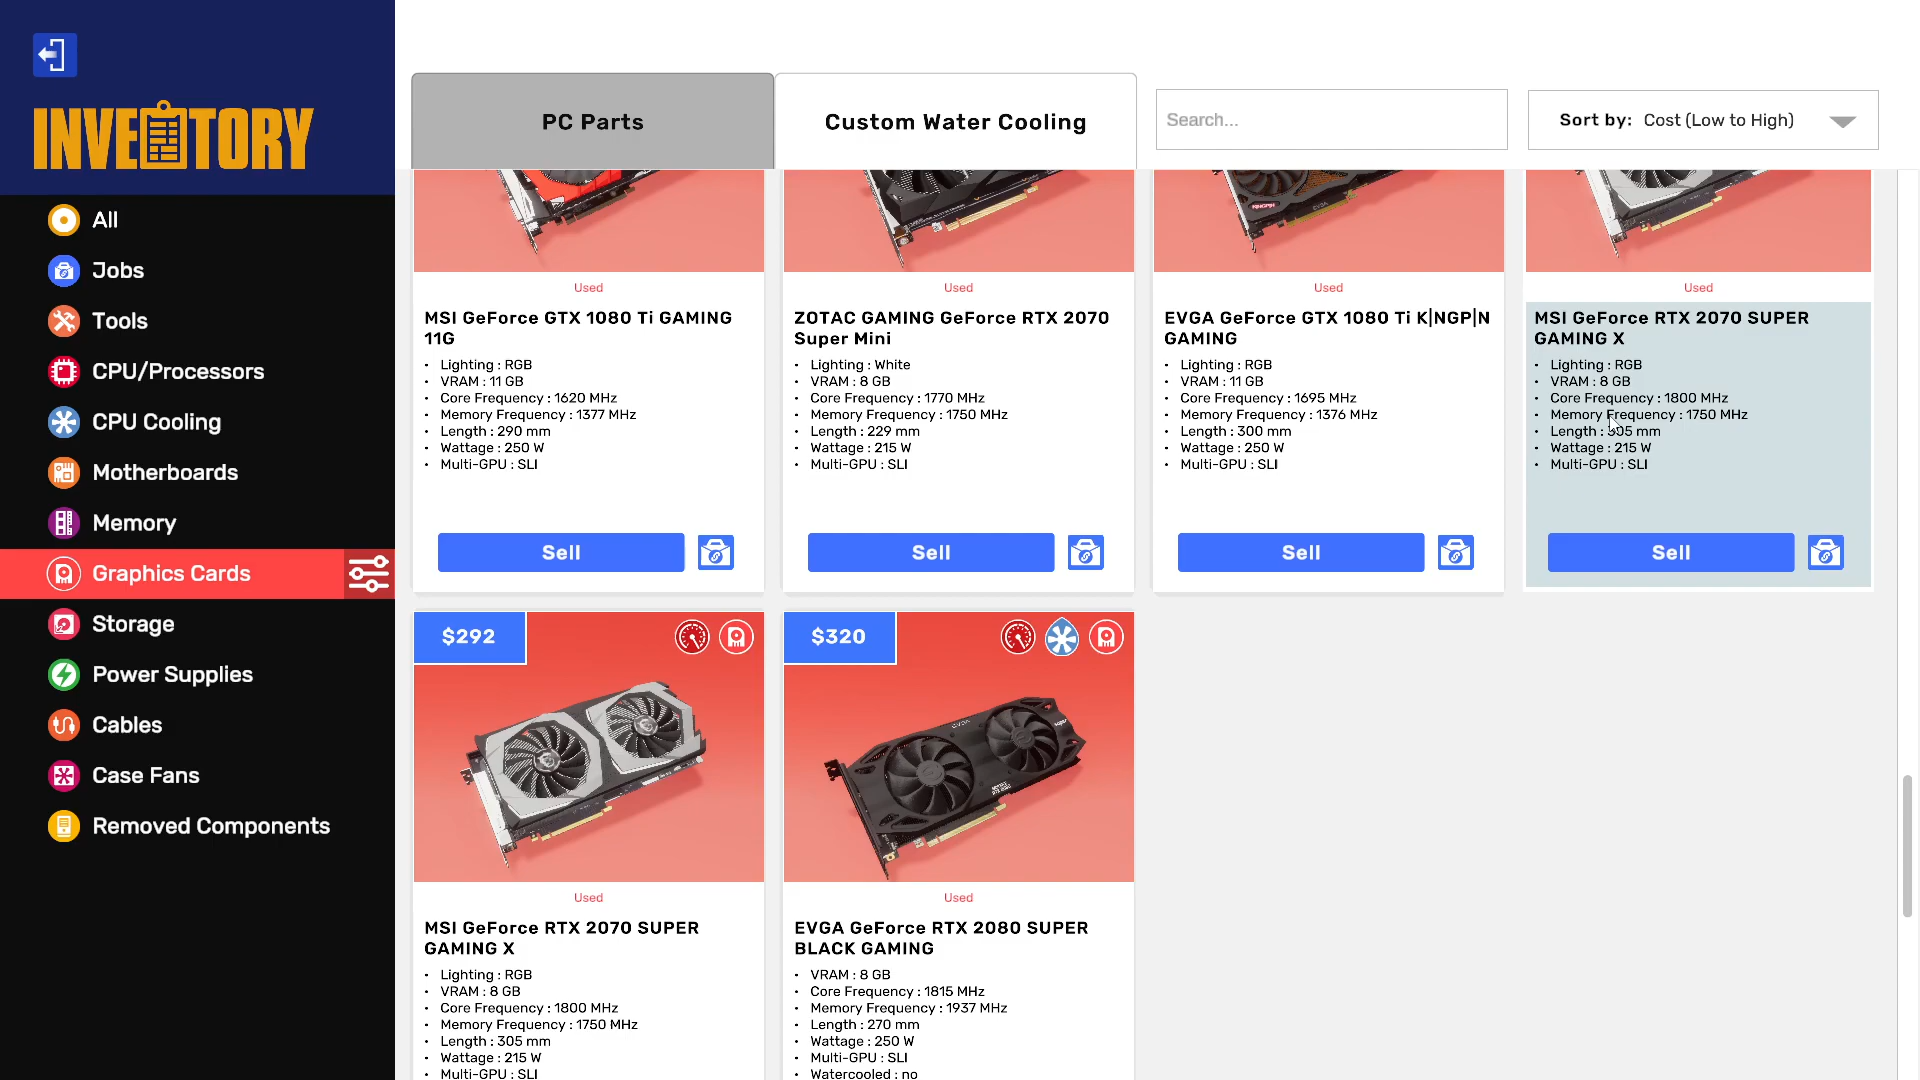 INVENTORY
All
Jobs
Tools
CPU/Processors
CPU Cooling
Motherboards
Memory
Graphics Cards
Storage
Power Supplies
Cables
Case Fans
Removed Components
PC Parts
Custom Water Cooling
Search...
Sort by: Cost (Low to High)
Used
MSI GeForce GTX 1080 Ti GAMING
11G
• Lighting : RGB
• VRAM : 11 GB
• Core Frequency : 1620 MHz
• Memory Frequency : 1377 MHz
• Length : 290 mm
• Wattage : 250 W
• Multi-GPU : SLI
Sell
Used
ZOTAC GAMING GeForce RTX 2070
Super Mini
• Lighting : White
• VRAM : 8 GB
• Core Frequency : 1770 MHz
• Memory Frequency : 1750 MHz
• Length : 229 mm
• Wattage : 215 W
• Multi-GPU : SLI
Sell
Used
EVGA GeForce GTX 1080 Ti K|NGP|N
GAMING
• Lighting : RGB
• VRAM : 11 GB
• Core Frequency : 1695 MHz
• Memory Frequency : 1376 MHz
• Length : 300 mm
• Wattage : 250 W
• Multi-GPU : SLI
Sell
Used
MSI GeForce RTX 2070 SUPER
GAMING X
• Lighting : RGB
• VRAM : 8 GB
• Core Frequency : 1800 MHz
• Memory Frequency : 1750 MHz
• Length : 305 mm
• Wattage : 215 W
• Multi-GPU : SLI
Sell
$292
Used
MSI GeForce RTX 2070 SUPER
GAMING X
• Lighting : RGB
• VRAM : 8 GB
• Core Frequency : 1800 MHz
• Memory Frequency : 1750 MHz
• Length : 305 mm
• Wattage : 215 W
• Multi-GPU : SLI
$320
EVGA
Used
EVGA GeForce RTX 2080 SUPER
BLACK GAMING
• VRAM : 8 GB
• Core Frequency : 1815 MHz
• Memory Frequency : 1937 MHz
• Length : 270 mm
• Wattage : 250 W
• Multi-GPU : SLI
• Watercooled : no